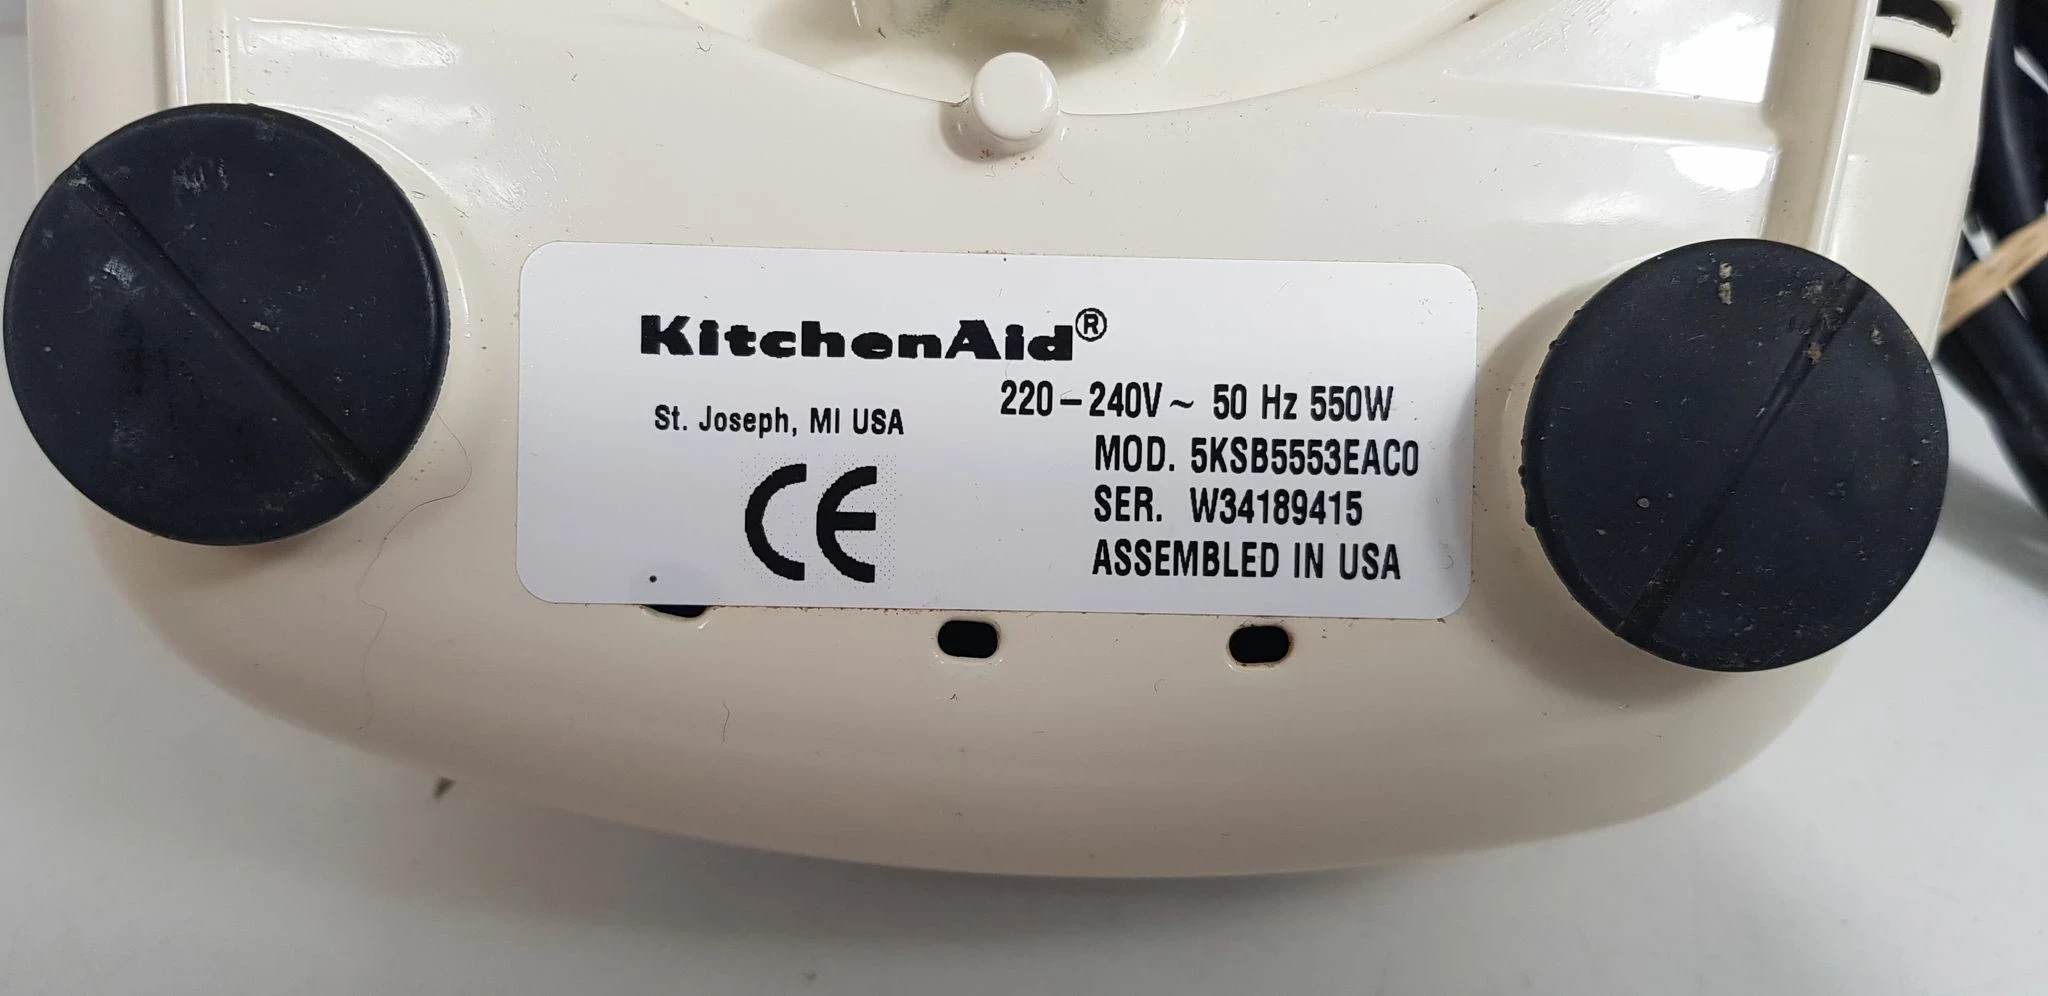 KitchenAid®
220-240V~ 50 Hz 550W
St. Joseph, MI USA
MOD. 5KSB5553EAC0
SER. W34189415
CE
ASSEMBLED IN USA